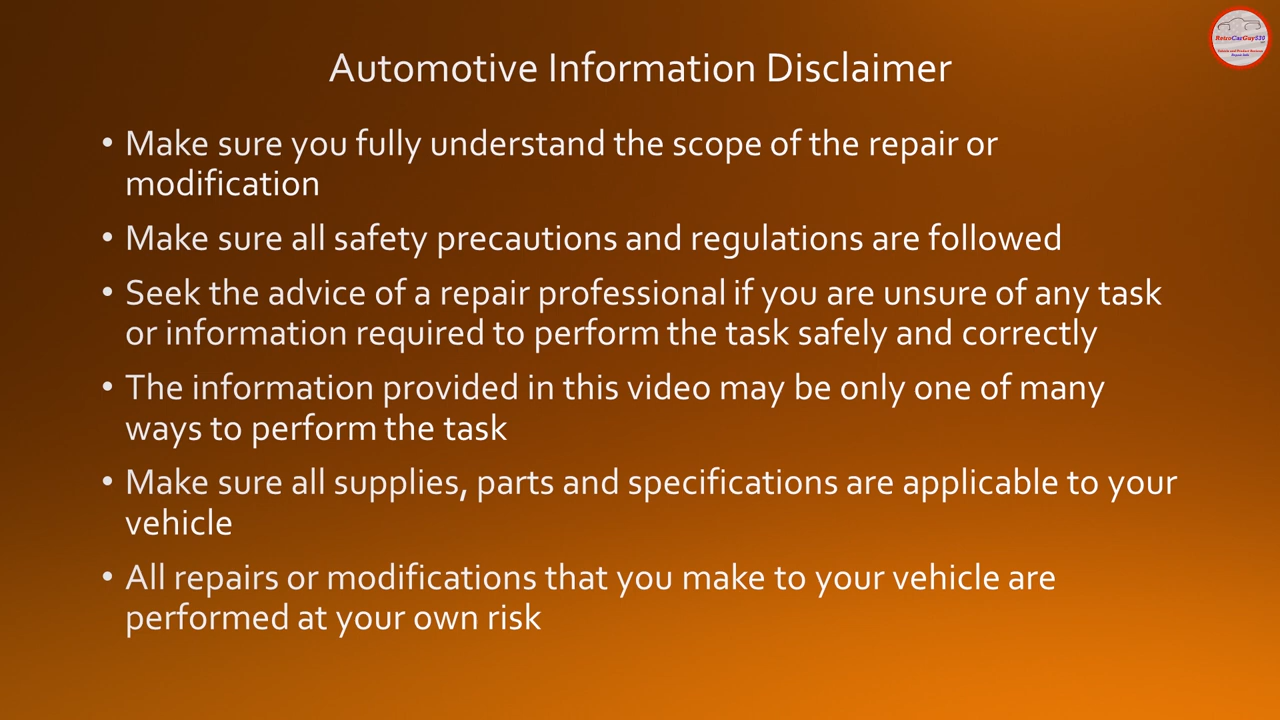 Automotive Information Disclaimer
• Make sure you fully understand the scope of the repair or
modification
• Make sure all safety precautions and regulations are followed
• Seek the advice of a repair professional if you are unsure of any task
or information required to perform the task safely and correctly
• The information provided in this video may be only one of many
ways to perform the task
• Make sure all supplies, parts and specifications are applicable to your
vehicle
• All repairs or modifications that you make to your vehicle are
performed at your own risk
RetroCarGuy530